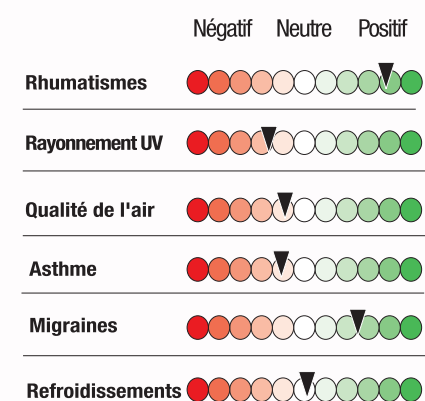 Négatif Neutre Positif
Rhumatismes
Rayonnement UV
Qualité de l'air
Asthme
Migraines
Refroidissements